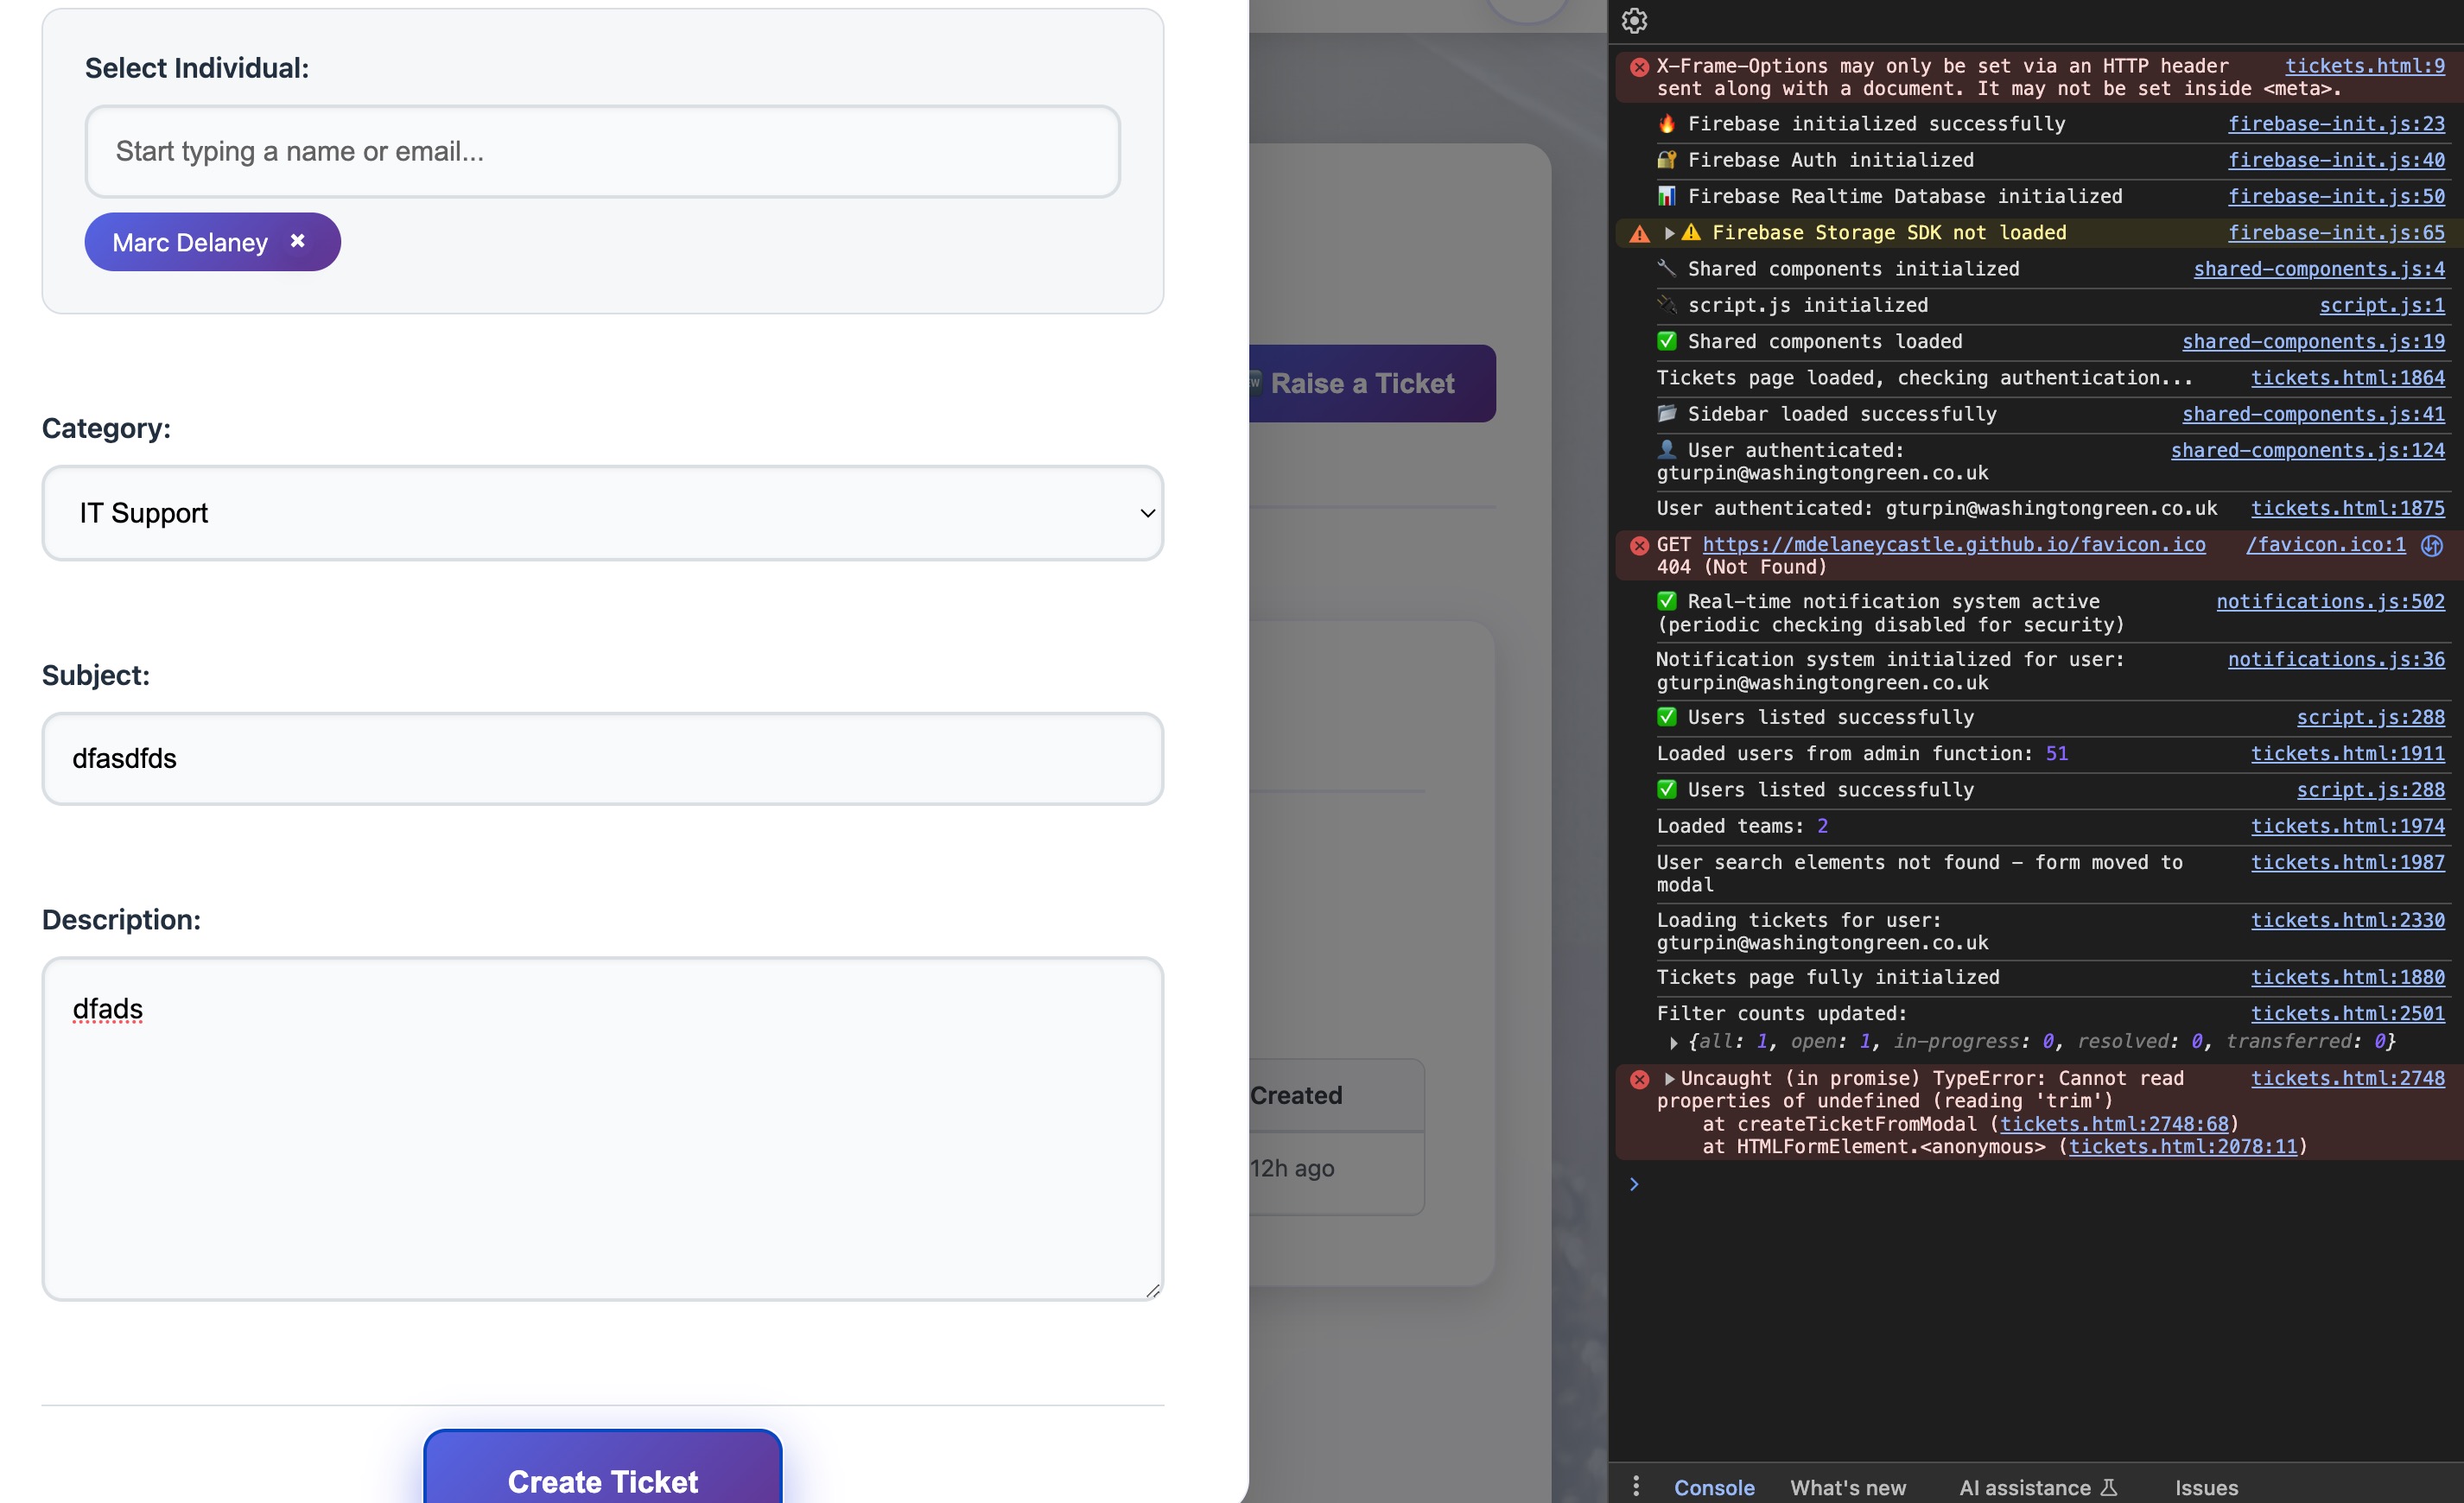 Select Individual:
Start typing a name or email...
Marc Delaney ×
Category:
IT Support
Subject:
dfasdfds
Description:
dfads
Create Ticket
Raise a Ticket
Created
12h ago
X-Frame-Options may only be set via an HTTP header tickets.html:9
sent along with a document. It may not be set inside <meta>.
🔥 Firebase initialized successfully firebase-init.js:23
🔐 Firebase Auth initialized firebase-init.js:40
📊 Firebase Realtime Database initialized firebase-init.js:50
⚠️ Firebase Storage SDK not loaded firebase-init.js:65
🔧 Shared components initialized shared-components.js:4
🔌 script.js initialized script.js:1
✅ Shared components loaded shared-components.js:19
Tickets page loaded, checking authentication... tickets.html:1864
📂 Sidebar loaded successfully shared-components.js:41
👤 User authenticated: shared-components.js:124
gturpin@washingtongreen.co.uk
User authenticated: gturpin@washingtongreen.co.uk tickets.html:1875
GET https://mdelaneycastle.github.io/favicon.ico /favicon.ico:1
404 (Not Found)
✅ Real-time notification system active notifications.js:502
(periodic checking disabled for security)
Notification system initialized for user: notifications.js:36
gturpin@washingtongreen.co.uk
✅ Users listed successfully script.js:288
Loaded users from admin function: 51 tickets.html:1911
✅ Users listed successfully script.js:288
Loaded teams: 2 tickets.html:1974
User search elements not found – form moved to tickets.html:1987
modal
Loading tickets for user: tickets.html:2330
gturpin@washingtongreen.co.uk
Tickets page fully initialized tickets.html:1880
Filter counts updated: tickets.html:2501
{all: 1, open: 1, in-progress: 0, resolved: 0, transferred: 0}
Uncaught (in promise) TypeError: Cannot read tickets.html:2748
properties of undefined (reading 'trim')
at createTicketFromModal (tickets.html:2748:68)
at HTMLFormElement.<anonymous> (tickets.html:2078:11)
Console What's new AI assistance Issues